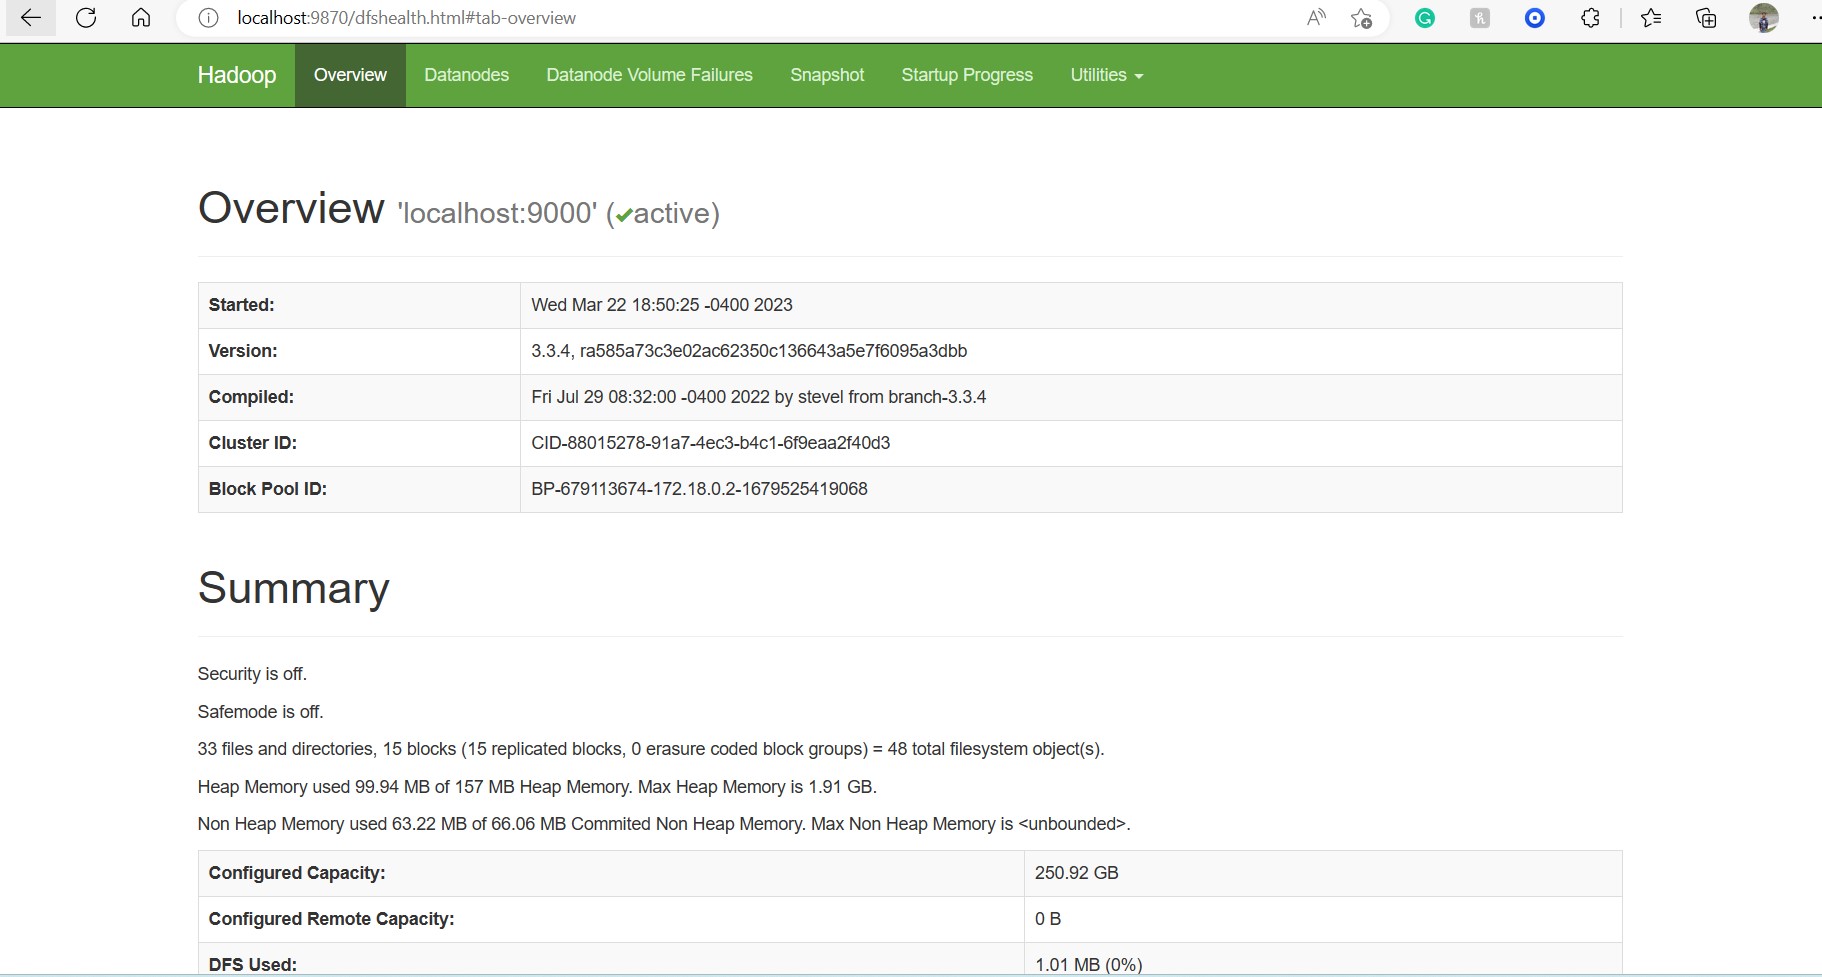 localhost:9870/dfshealth.html#tab-overview
Hadoop Overview Datanodes Datanode Volume Failures Snapshot Startup Progress Utilities
Overview 'localhost:9000' (✔active)
Started: Wed Mar 22 18:50:25 -0400 2023
Version: 3.3.4, ra585a73c3e02ac62350c136643a5e7f6095a3dbb
Compiled: Fri Jul 29 08:32:00 -0400 2022 by stevel from branch-3.3.4
Cluster ID: CID-88015278-91a7-4ec3-b4c1-6f9eaa2f40d3
Block Pool ID: BP-679113674-172.18.0.2-1679525419068
Summary
Security is off.
Safemode is off.
33 files and directories, 15 blocks (15 replicated blocks, 0 erasure coded block groups) = 48 total filesystem object(s).
Heap Memory used 99.94 MB of 157 MB Heap Memory. Max Heap Memory is 1.91 GB.
Non Heap Memory used 63.22 MB of 66.06 MB Commited Non Heap Memory. Max Non Heap Memory is <unbounded>.
Configured Capacity: 250.92 GB
Configured Remote Capacity: 0 B
DFS Used: 1.01 MB (0%)